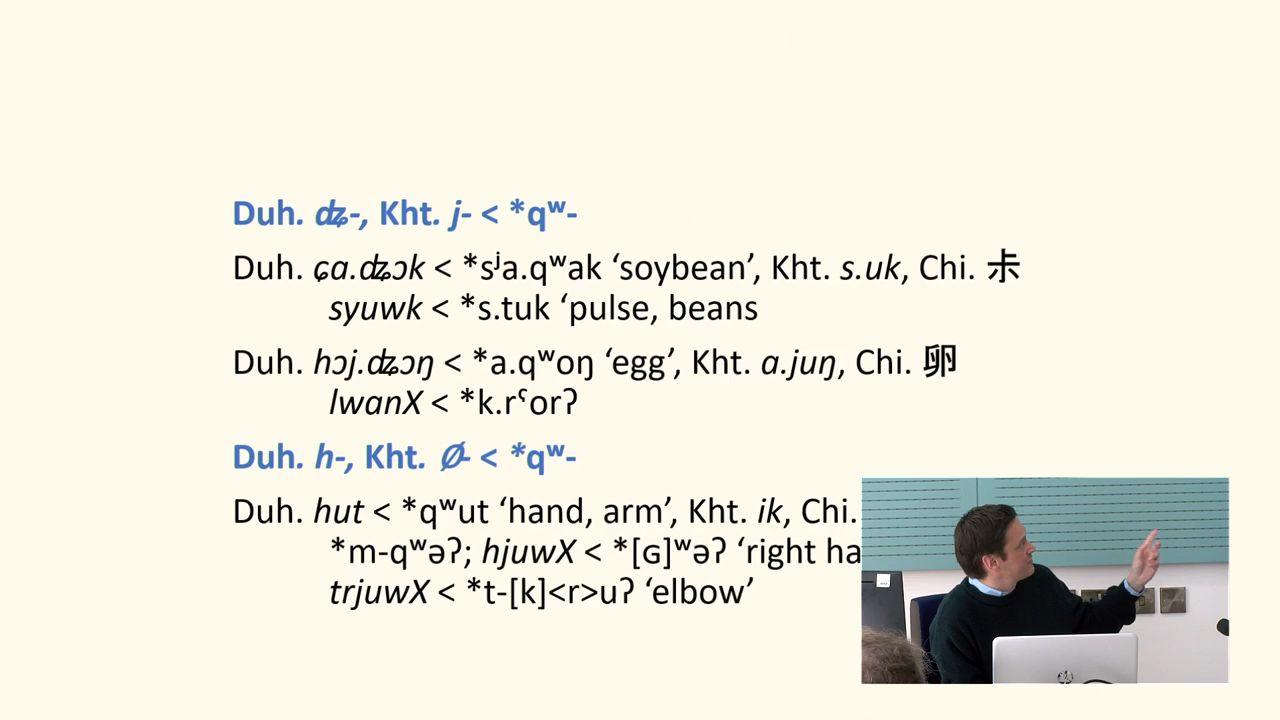 Duh. ʥ-, Kht. j- < *qʷ-
Duh. ɕa.ʥɔk < *sʲa.qʷak ‘soybean’, Kht. s.uk, Chi. 尗
syuwk < *s.tuk ‘pulse, beans
Duh. hɔj.ʥɔŋ < *a.qʷoŋ ‘egg’, Kht. a.juŋ, Chi. 卵
lwanX < *k.rˤorʔ
Duh. h-, Kht. Ø- < *qʷ-
Duh. hut < *qʷut ‘hand, arm’, Kht. ik, Chi.
*m-qʷəʔ; hjuwX < *[ɢ]ʷəʔ ‘right ha
trjuwX < *t-[k]<r>uʔ ‘elbow’